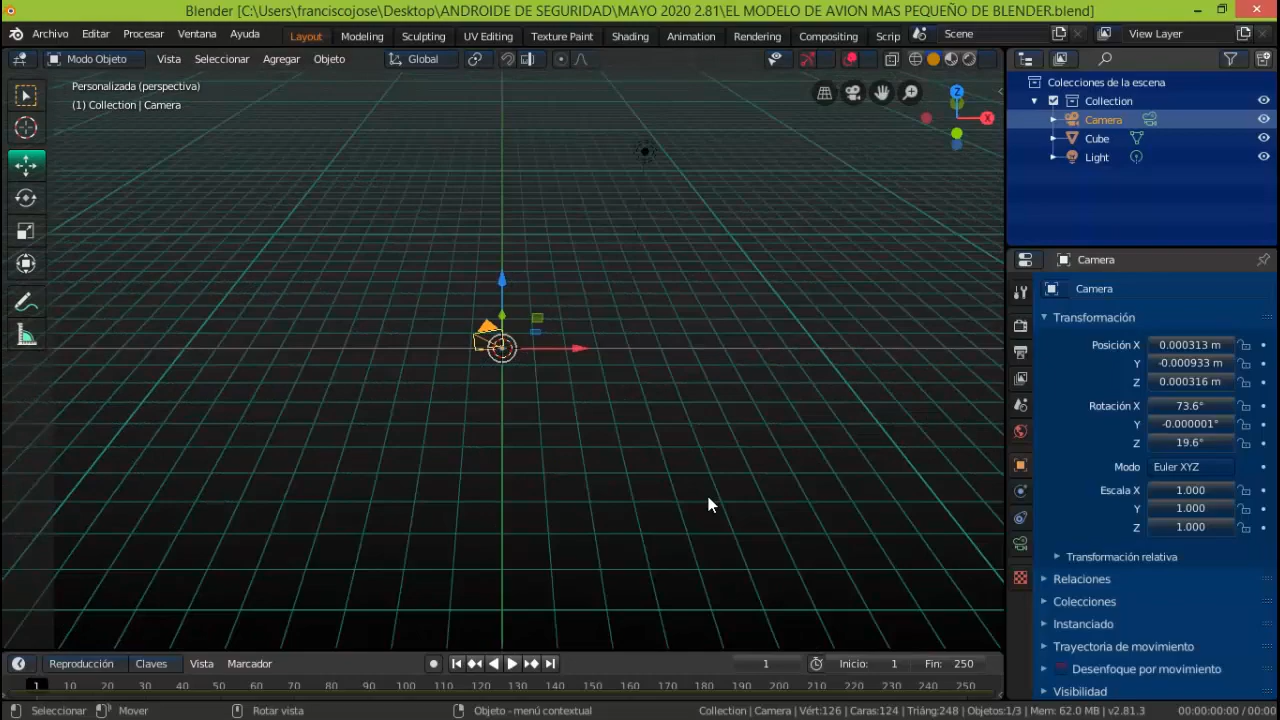 Blender [C:\Users\franciscojose\Desktop\ANDROIDE DE SEGURIDAD\MAYO 2020 2.81\EL MODELO DE AVION MAS PEQUEÑO DE BLENDER.blend]
Archivo Editar Procesar Ventana Ayuda Layout Modeling Sculpting UV Editing Texture Paint Shading Animation Rendering Compositing Scrip Scene View Layer
Modo Objeto Vista Seleccionar Agregar Objeto Global
Personalizada (perspectiva)
(1) Collection | Camera
Z
X
Colecciones de la escena
Collection
Camera
Cube
Light
Camera
Camera
Transformación
Posición X 0.000313 m
Y -0.000933 m
Z 0.000316 m
Rotación X 73.6°
Y -0.000001°
Z 19.6°
Modo Euler XYZ
Escala X 1.000
Y 1.000
Z 1.000
Transformación relativa
Relaciones
Colecciones
Instanciado
Trayectoria de movimiento
Desenfoque por movimiento
Visibilidad
Reproducción Claves Vista Marcador 1 Inicio: 1 Fin: 250
1 10 20 30 40 50 60 70 80 90 100 110 120 130 140 150 160 170 180 190 200 210 220 230 240 250
Seleccionar Mover Rotar vista Objeto - menú contextual Collection | Camera | Vért:126 | Caras:124 | Triáng:248 | Objetos:1/3 | Mem: 62.0 MB | v2.81.3 00:00:00:00 / 00:00